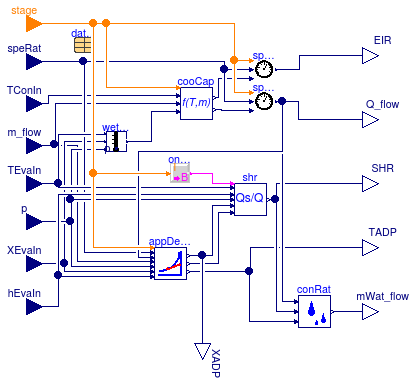 stage
dat...
speRat
sp...
EIR
cooCap
TConIn
f(T,m)
sp...
Q_flow
m_flow
wet...
on...
B
TEvaIn
shr
SHR
Qs/Q
p
XEvaIn
appDe...
TADP
hEvaIn
conRat
mWat_flow
XADP